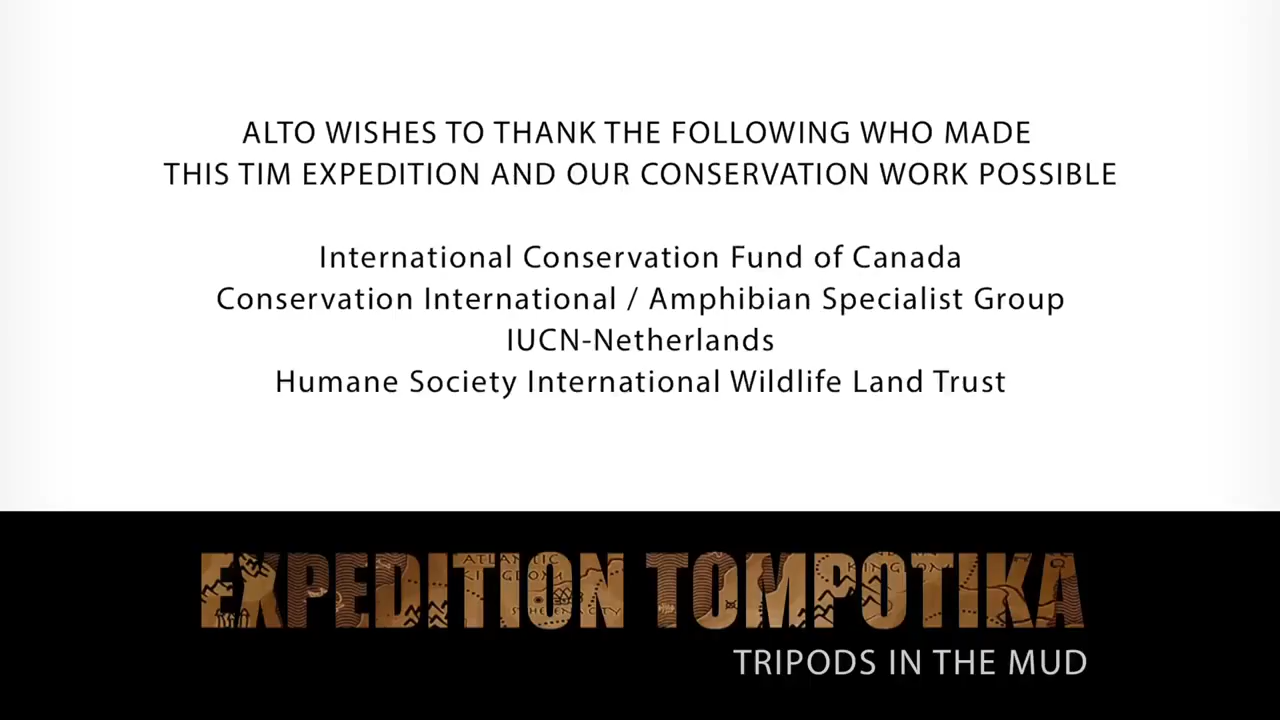 ALTO WISHES TO THANK THE FOLLOWING WHO MADE
THIS TIM EXPEDITION AND OUR CONSERVATION WORK POSSIBLE
International Conservation Fund of Canada
Conservation International / Amphibian Specialist Group
IUCN-Netherlands
Humane Society International Wildlife Land Trust
EXPEDITION TOMPOTIKA
TRIPODS IN THE MUD